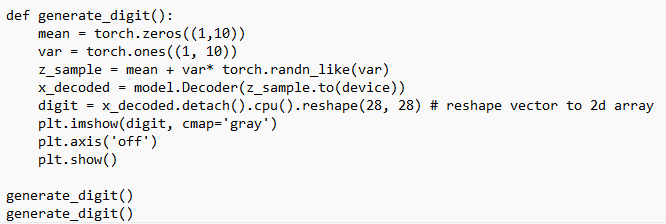 def generate_digit():
    mean = torch.zeros((1,10))
    var = torch.ones((1, 10))
    z_sample = mean + var* torch.randn_like(var)
    x_decoded = model.Decoder(z_sample.to(device))
    digit = x_decoded.detach().cpu().reshape(28, 28) # reshape vector to 2d array
    plt.imshow(digit, cmap='gray')
    plt.axis('off')
    plt.show()

generate_digit()
generate_digit()